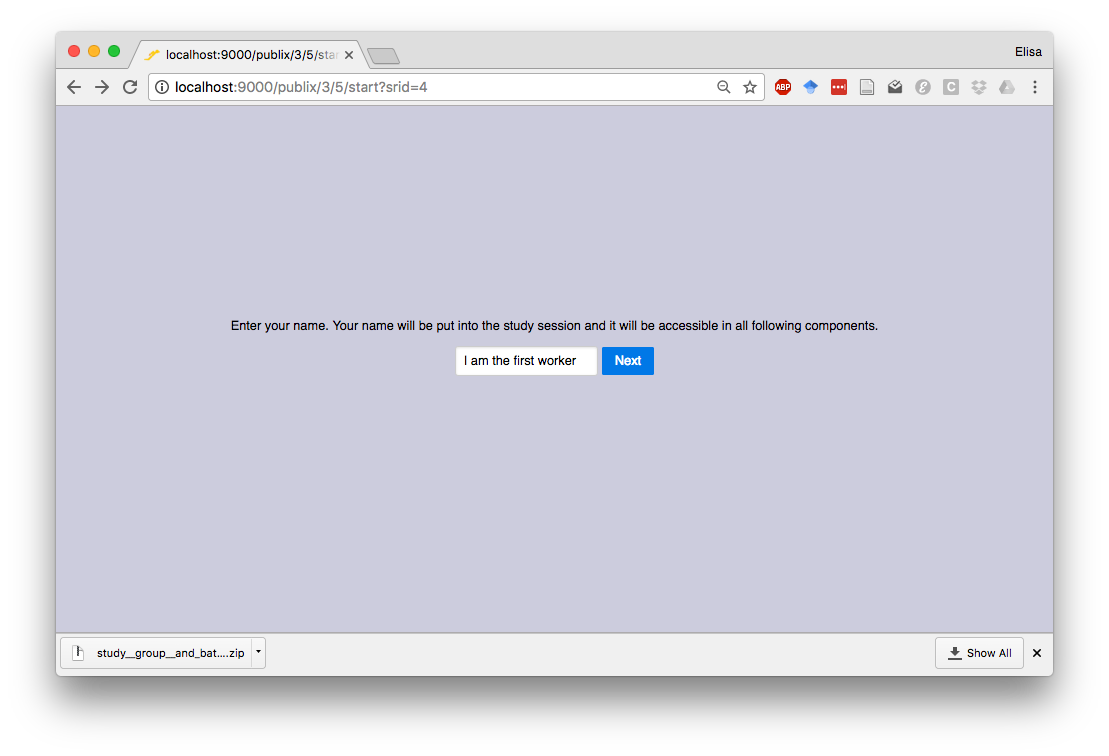 localhost:9000/publix/3/5/star
Elisa
localhost:9000/publix/3/5/start?srid=4
ABP
C
Enter your name. Your name will be put into the study session and it will be accessible in all following components.
I am the first worker
Next
study__group__and_bat....zip
Show All